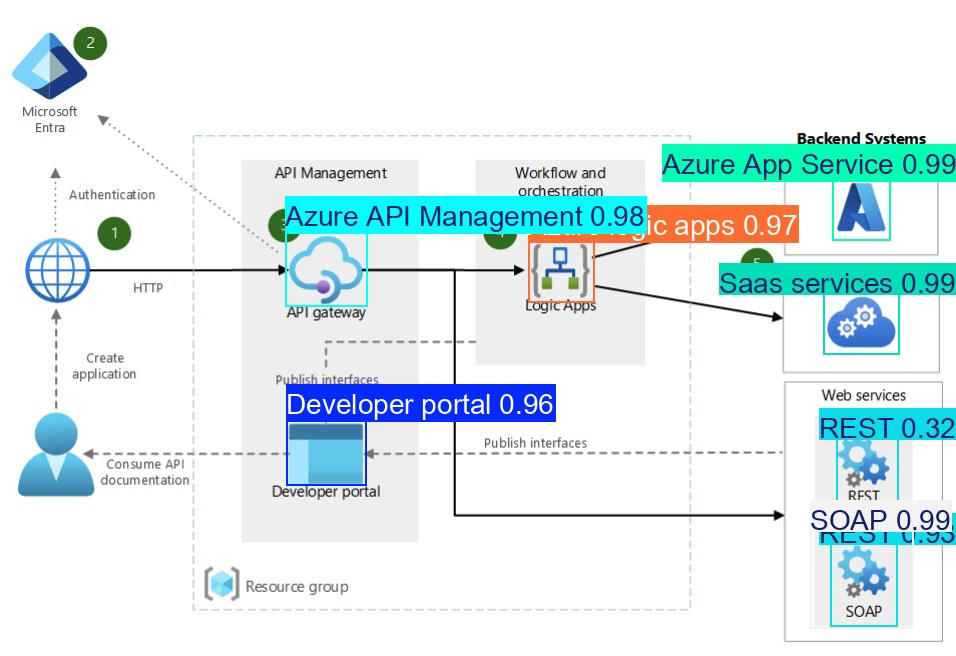 2
Microsoft
Entra
Backend Systems
Azure App Service 0.99
API Management
Workflow and
orchestration
Authentication
1
Azure API Management 0.98
logic apps 0.97
Saas services 0.99
HTTP
API gateway
Logic Apps
Create
application
Publish interfaces
Developer portal 0.96
Web services
REST 0.32
Publish interfaces
Consume API
documentation
Developer portal
REST
SOAP 0.99
REST 0.93
Resource group
SOAP